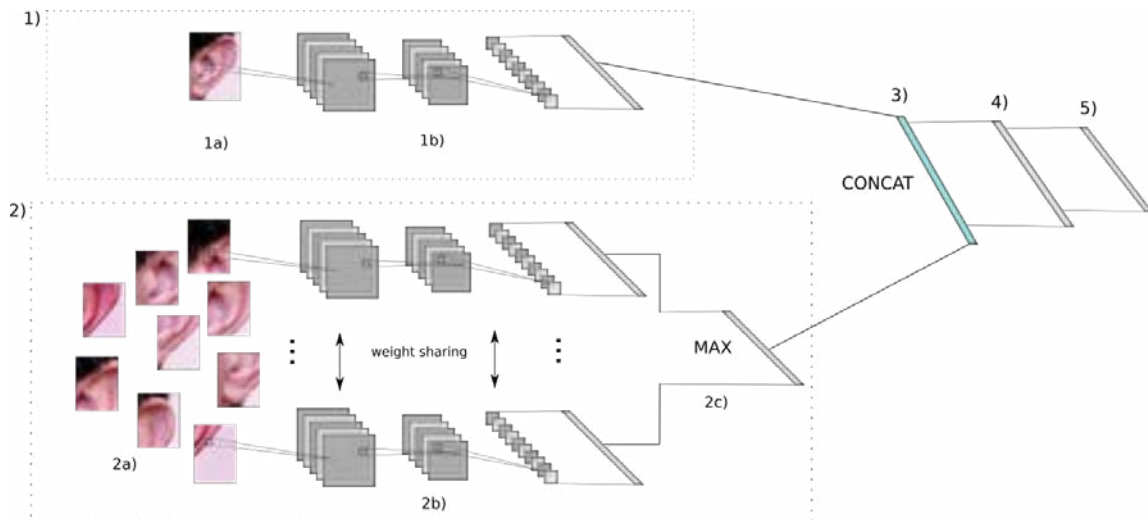 1)
1a)
1b)
3)
4)
5)
CONCAT
2)
weight sharing
MAX
2c)
2a)
2b)